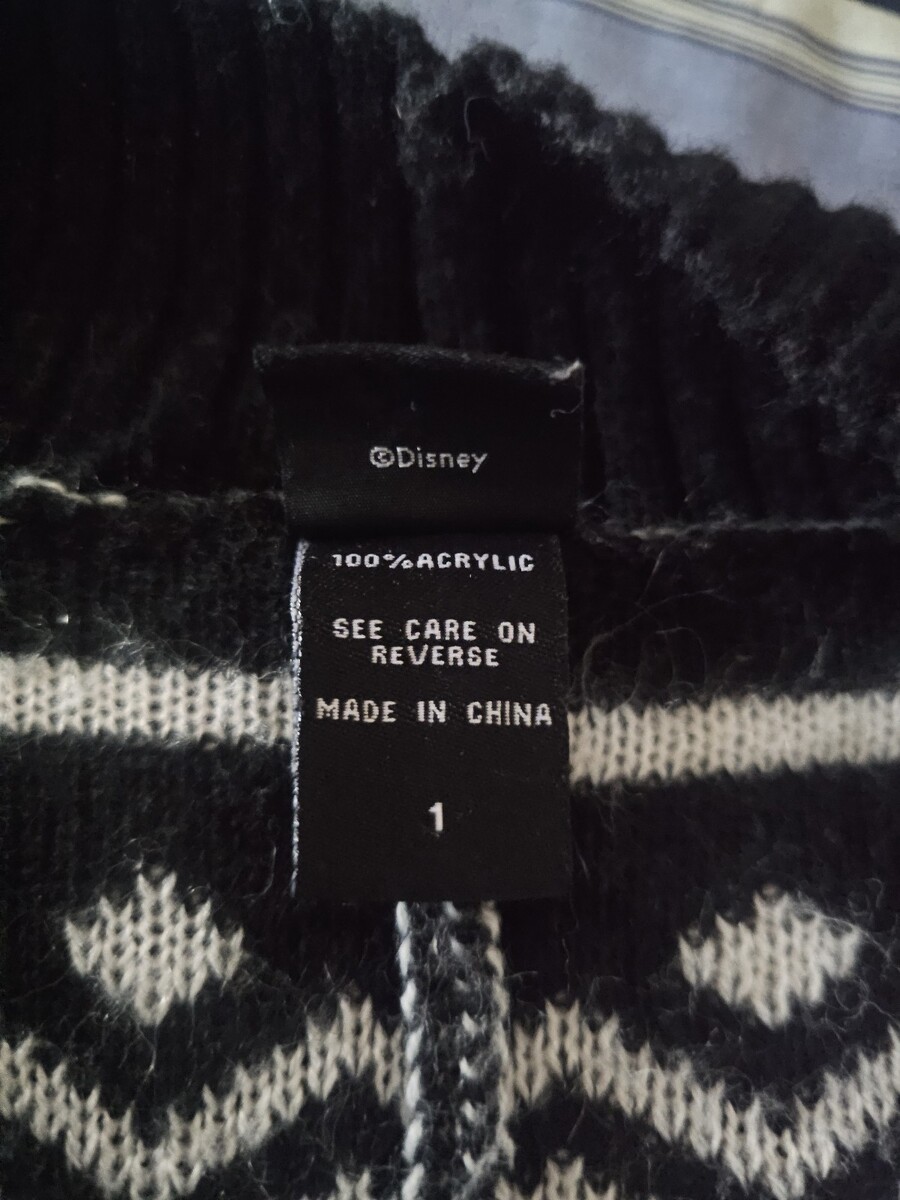 ©Disney
100% ACRYLIC
SEE CARE ON
REVERSE
MADE IN CHINA
1